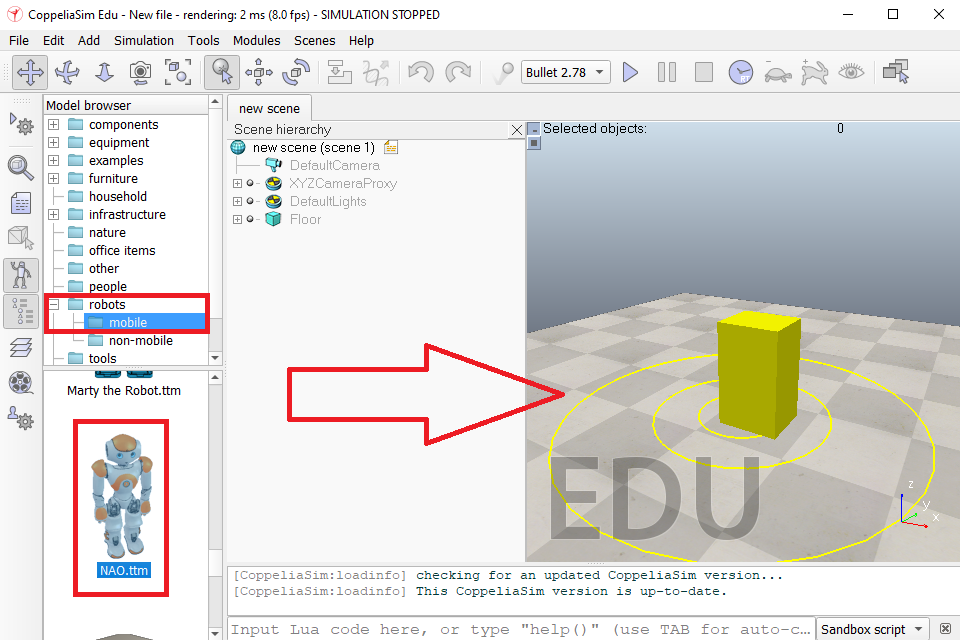 CoppeliaSim Edu - New file - rendering: 2 ms (8.0 fps) - SIMULATION STOPPED
File Edit Add Simulation Tools Modules Scenes Help
Bullet 2.78
RT
Model browser
components
equipment
examples
furniture
household
infrastructure
nature
office items
other
people
robots
mobile
non-mobile
tools
Marty the Robot.ttm
NAO.ttm
new scene
Scene hierarchy
new scene (scene 1)
DefaultCamera
XYZCameraProxy
DefaultLights
Floor
Selected objects: 0
EDU
z
y
x
[CoppeliaSim:loadinfo] checking for an updated CoppeliaSim version...
[CoppeliaSim:loadinfo] This CoppeliaSim version is up-to-date.
Input Lua code here, or type "help()" (use TAB for auto-c...
Sandbox script